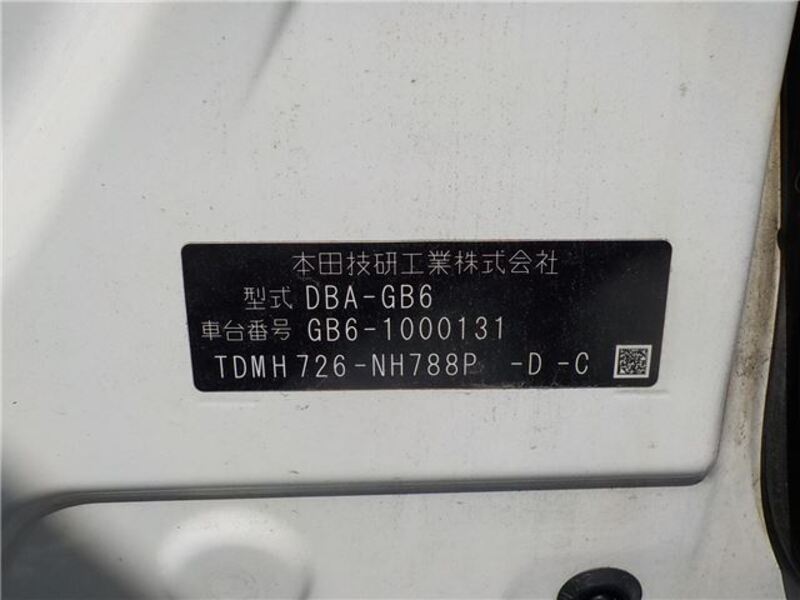 本田技研工業株式会社
型式 DBA-GB6
車台番号 GB6-1000131
TDMH726-NH788P -D -C